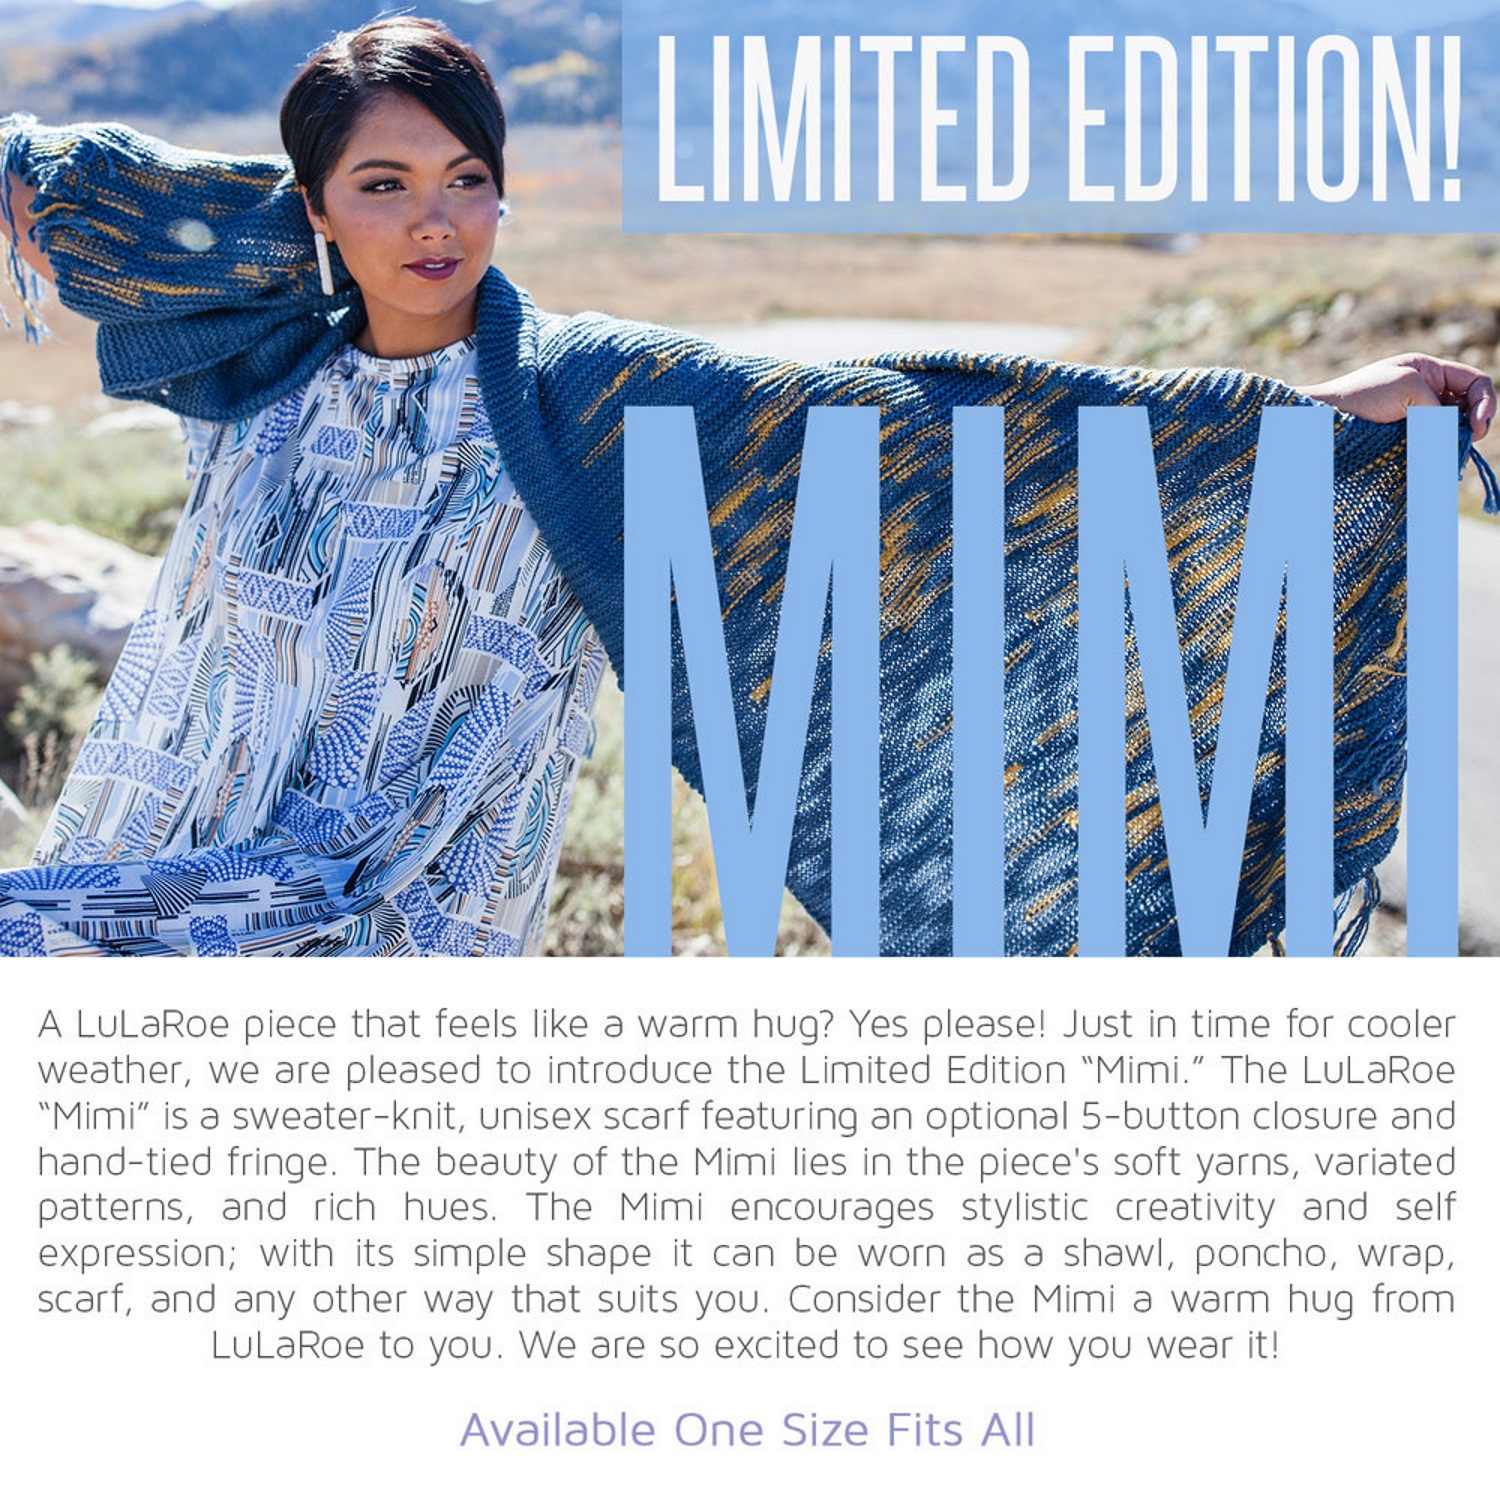 LIMITED EDITION!
MIMI
A LuLaRoe piece that feels like a warm hug? Yes please! Just in time for cooler
weather, we are pleased to introduce the Limited Edition “Mimi.” The LuLaRoe
“Mimi” is a sweater-knit, unisex scarf featuring an optional 5-button closure and
hand-tied fringe. The beauty of the Mimi lies in the piece's soft yarns, variated
patterns, and rich hues. The Mimi encourages stylistic creativity and self
expression; with its simple shape it can be worn as a shawl, poncho, wrap,
scarf, and any other way that suits you. Consider the Mimi a warm hug from
LuLaRoe to you. We are so excited to see how you wear it!
Available One Size Fits All